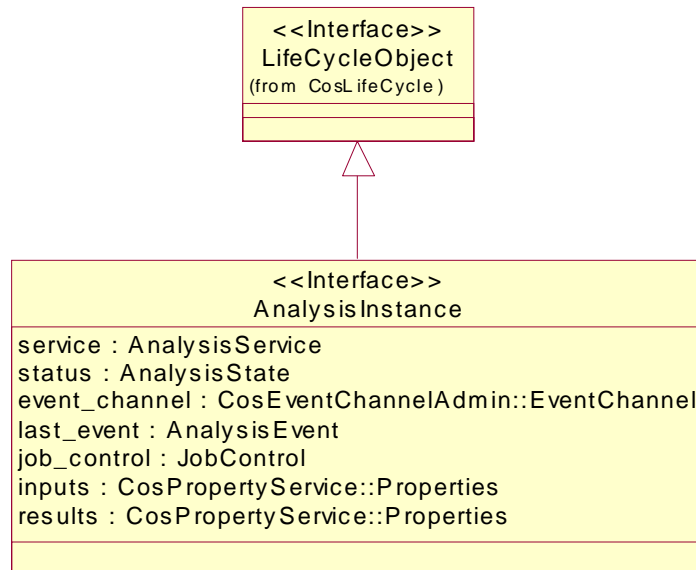 <<Interface>>
LifeCycleObject
(from CosLifeCycle)
<<Interface>>
AnalysisInstance
service : AnalysisService
status : AnalysisState
event_channel : CosEventChannelAdmin::EventChannel
last_event : AnalysisEvent
job_control : JobControl
inputs : CosPropertyService::Properties
results : CosPropertyService::Properties